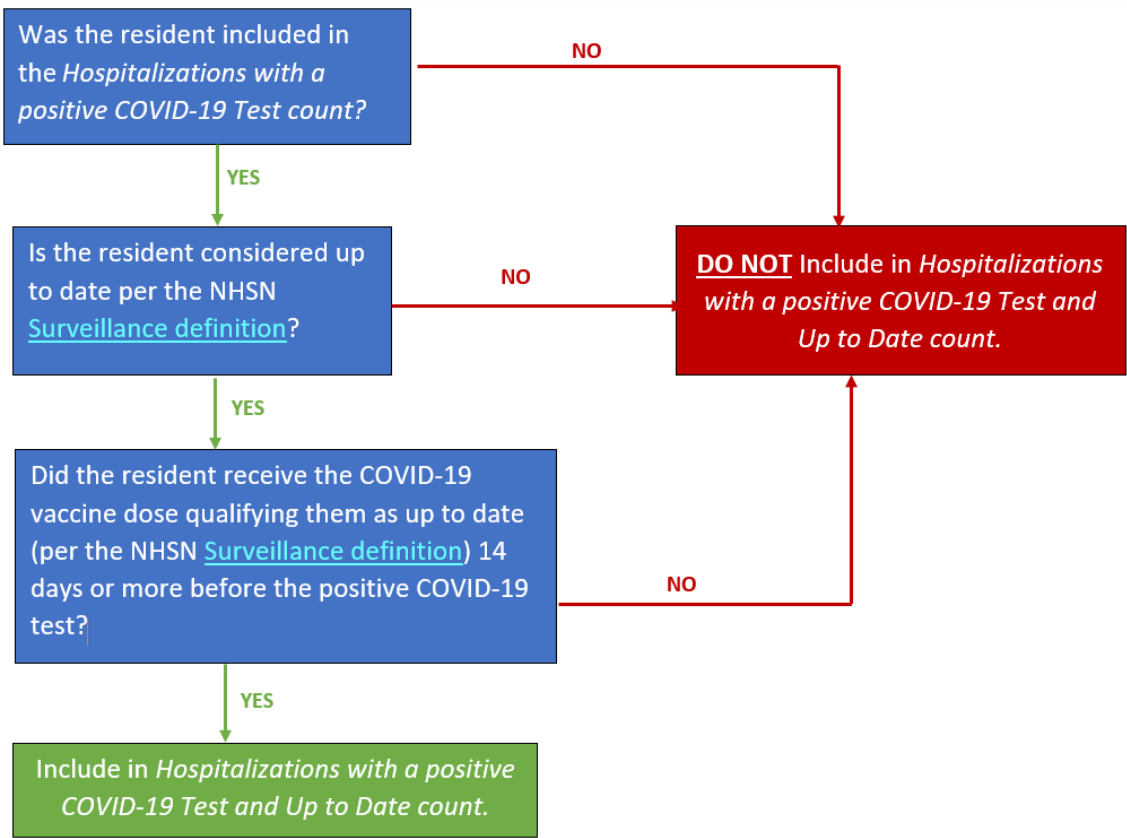 Was the resident included in
the Hospitalizations with a
positive COVID-19 Test count?
NO
YES
Is the resident considered up
to date per the NHSN
Surveillance definition?
NO
DO NOT Include in Hospitalizations
with a positive COVID-19 Test and
Up to Date count.
YES
Did the resident receive the COVID-19
vaccine dose qualifying them as up to date
(per the NHSN Surveillance definition) 14
days or more before the positive COVID-19
test?
NO
YES
Include in Hospitalizations with a positive
COVID-19 Test and Up to Date count.